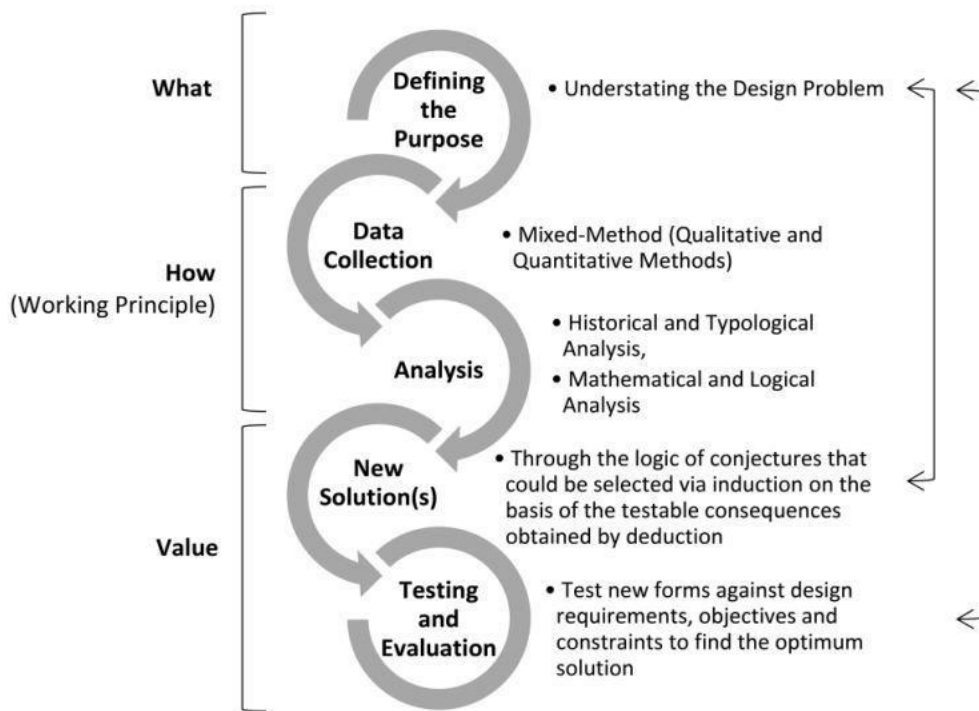 What
Defining
the
Purpose
• Understating the Design Problem
How
(Working Principle)
Data
Collection
• Mixed-Method (Qualitative and
Quantitative Methods)
Analysis
• Historical and Typological
Analysis,
• Mathematical and Logical
Analysis
Value
New
Solution(s)
• Through the logic of conjectures that
could be selected via induction on the
basis of the testable consequences
obtained by deduction
Testing
and
Evaluation
• Test new forms against design
requirements, objectives and
constraints to find the optimum
solution